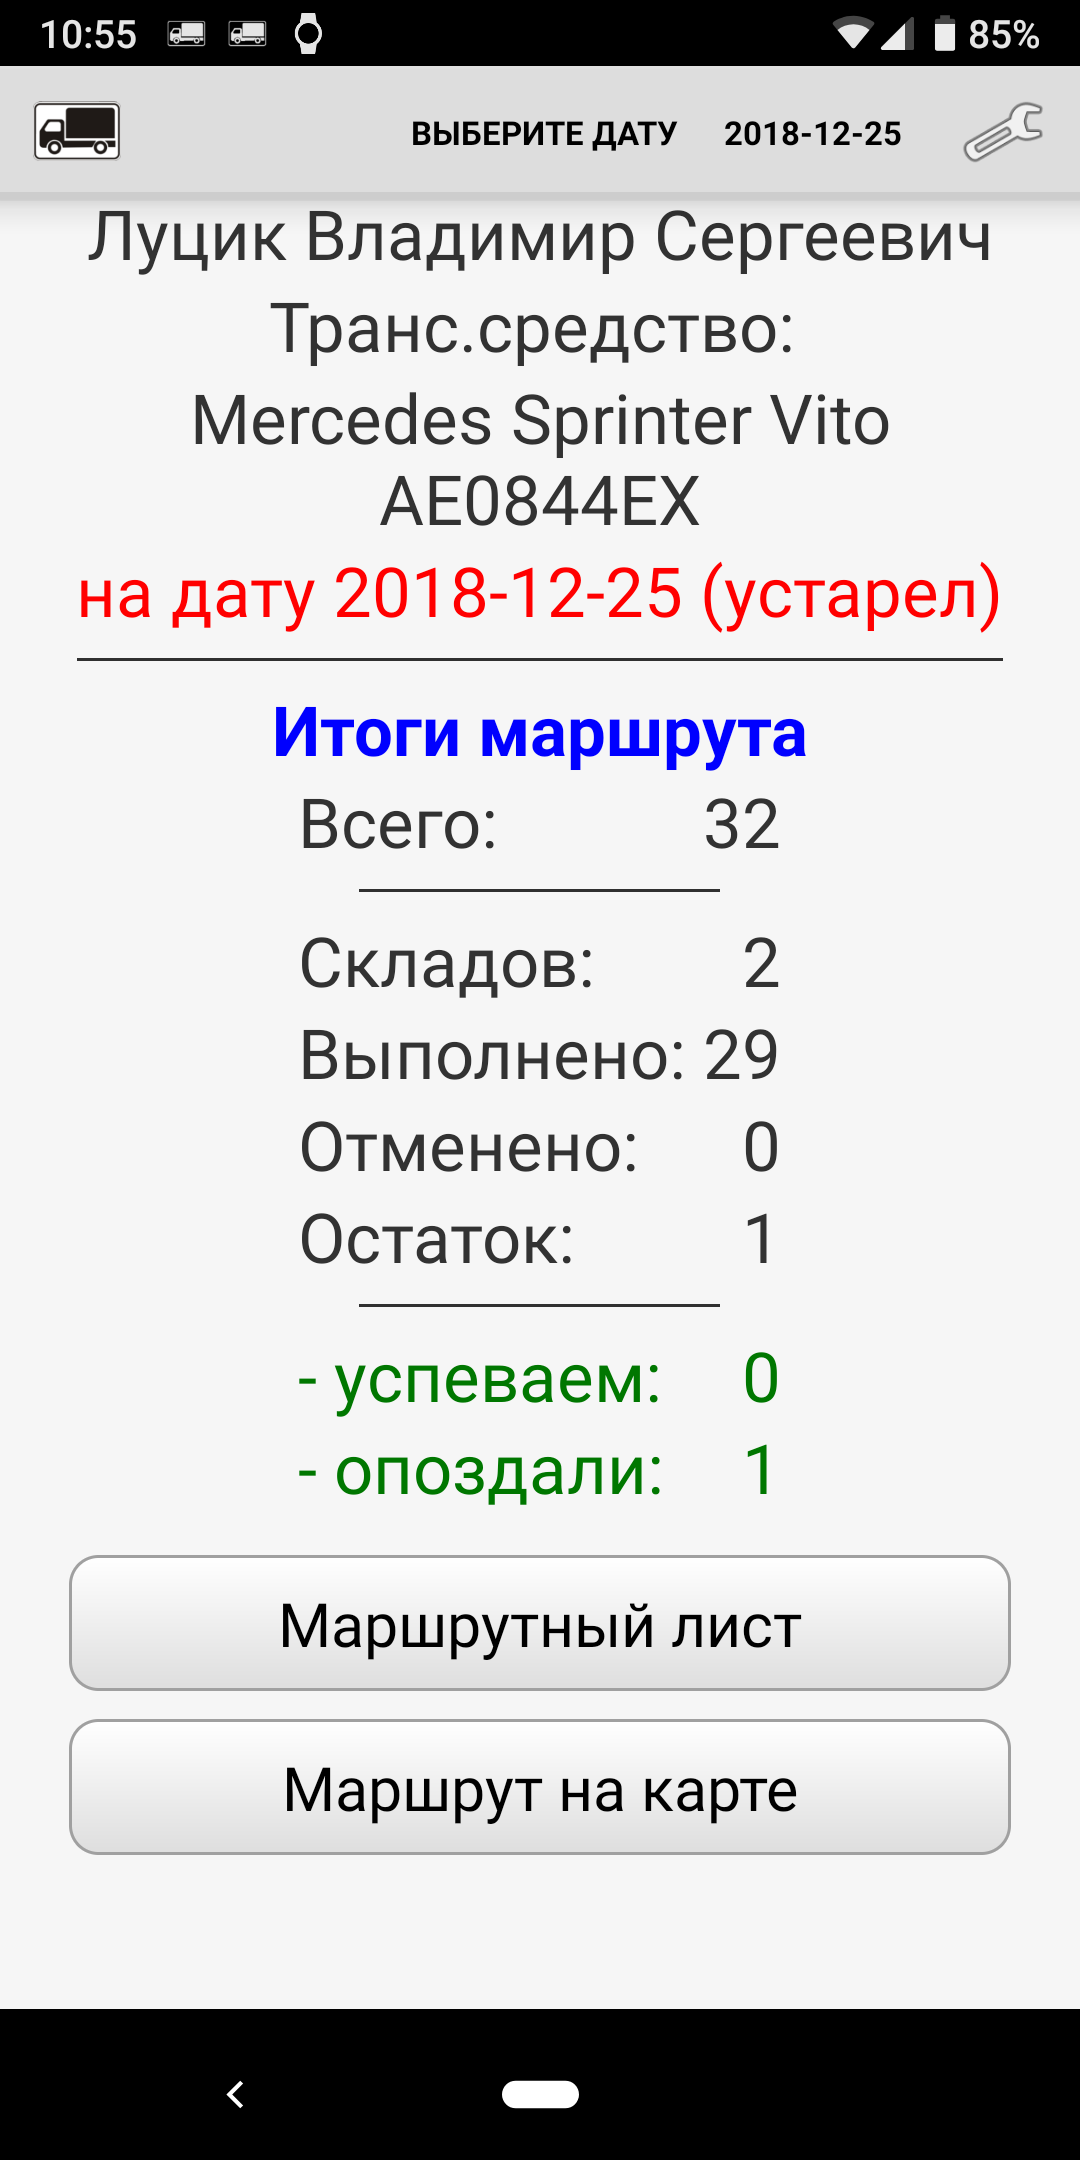 10:55 85%
ВЫБЕРИТЕ ДАТУ 2018-12-25
Луцик Владимир Сергеевич
Транс.средство:
Mercedes Sprinter Vito
AE0844EX
на дату 2018-12-25 (устарел)
Итоги маршрута
Всего: 32
Складов: 2
Выполнено: 29
Отменено: 0
Остаток: 1
- успеваем: 0
- опоздали: 1
Маршрутный лист
Маршрут на карте